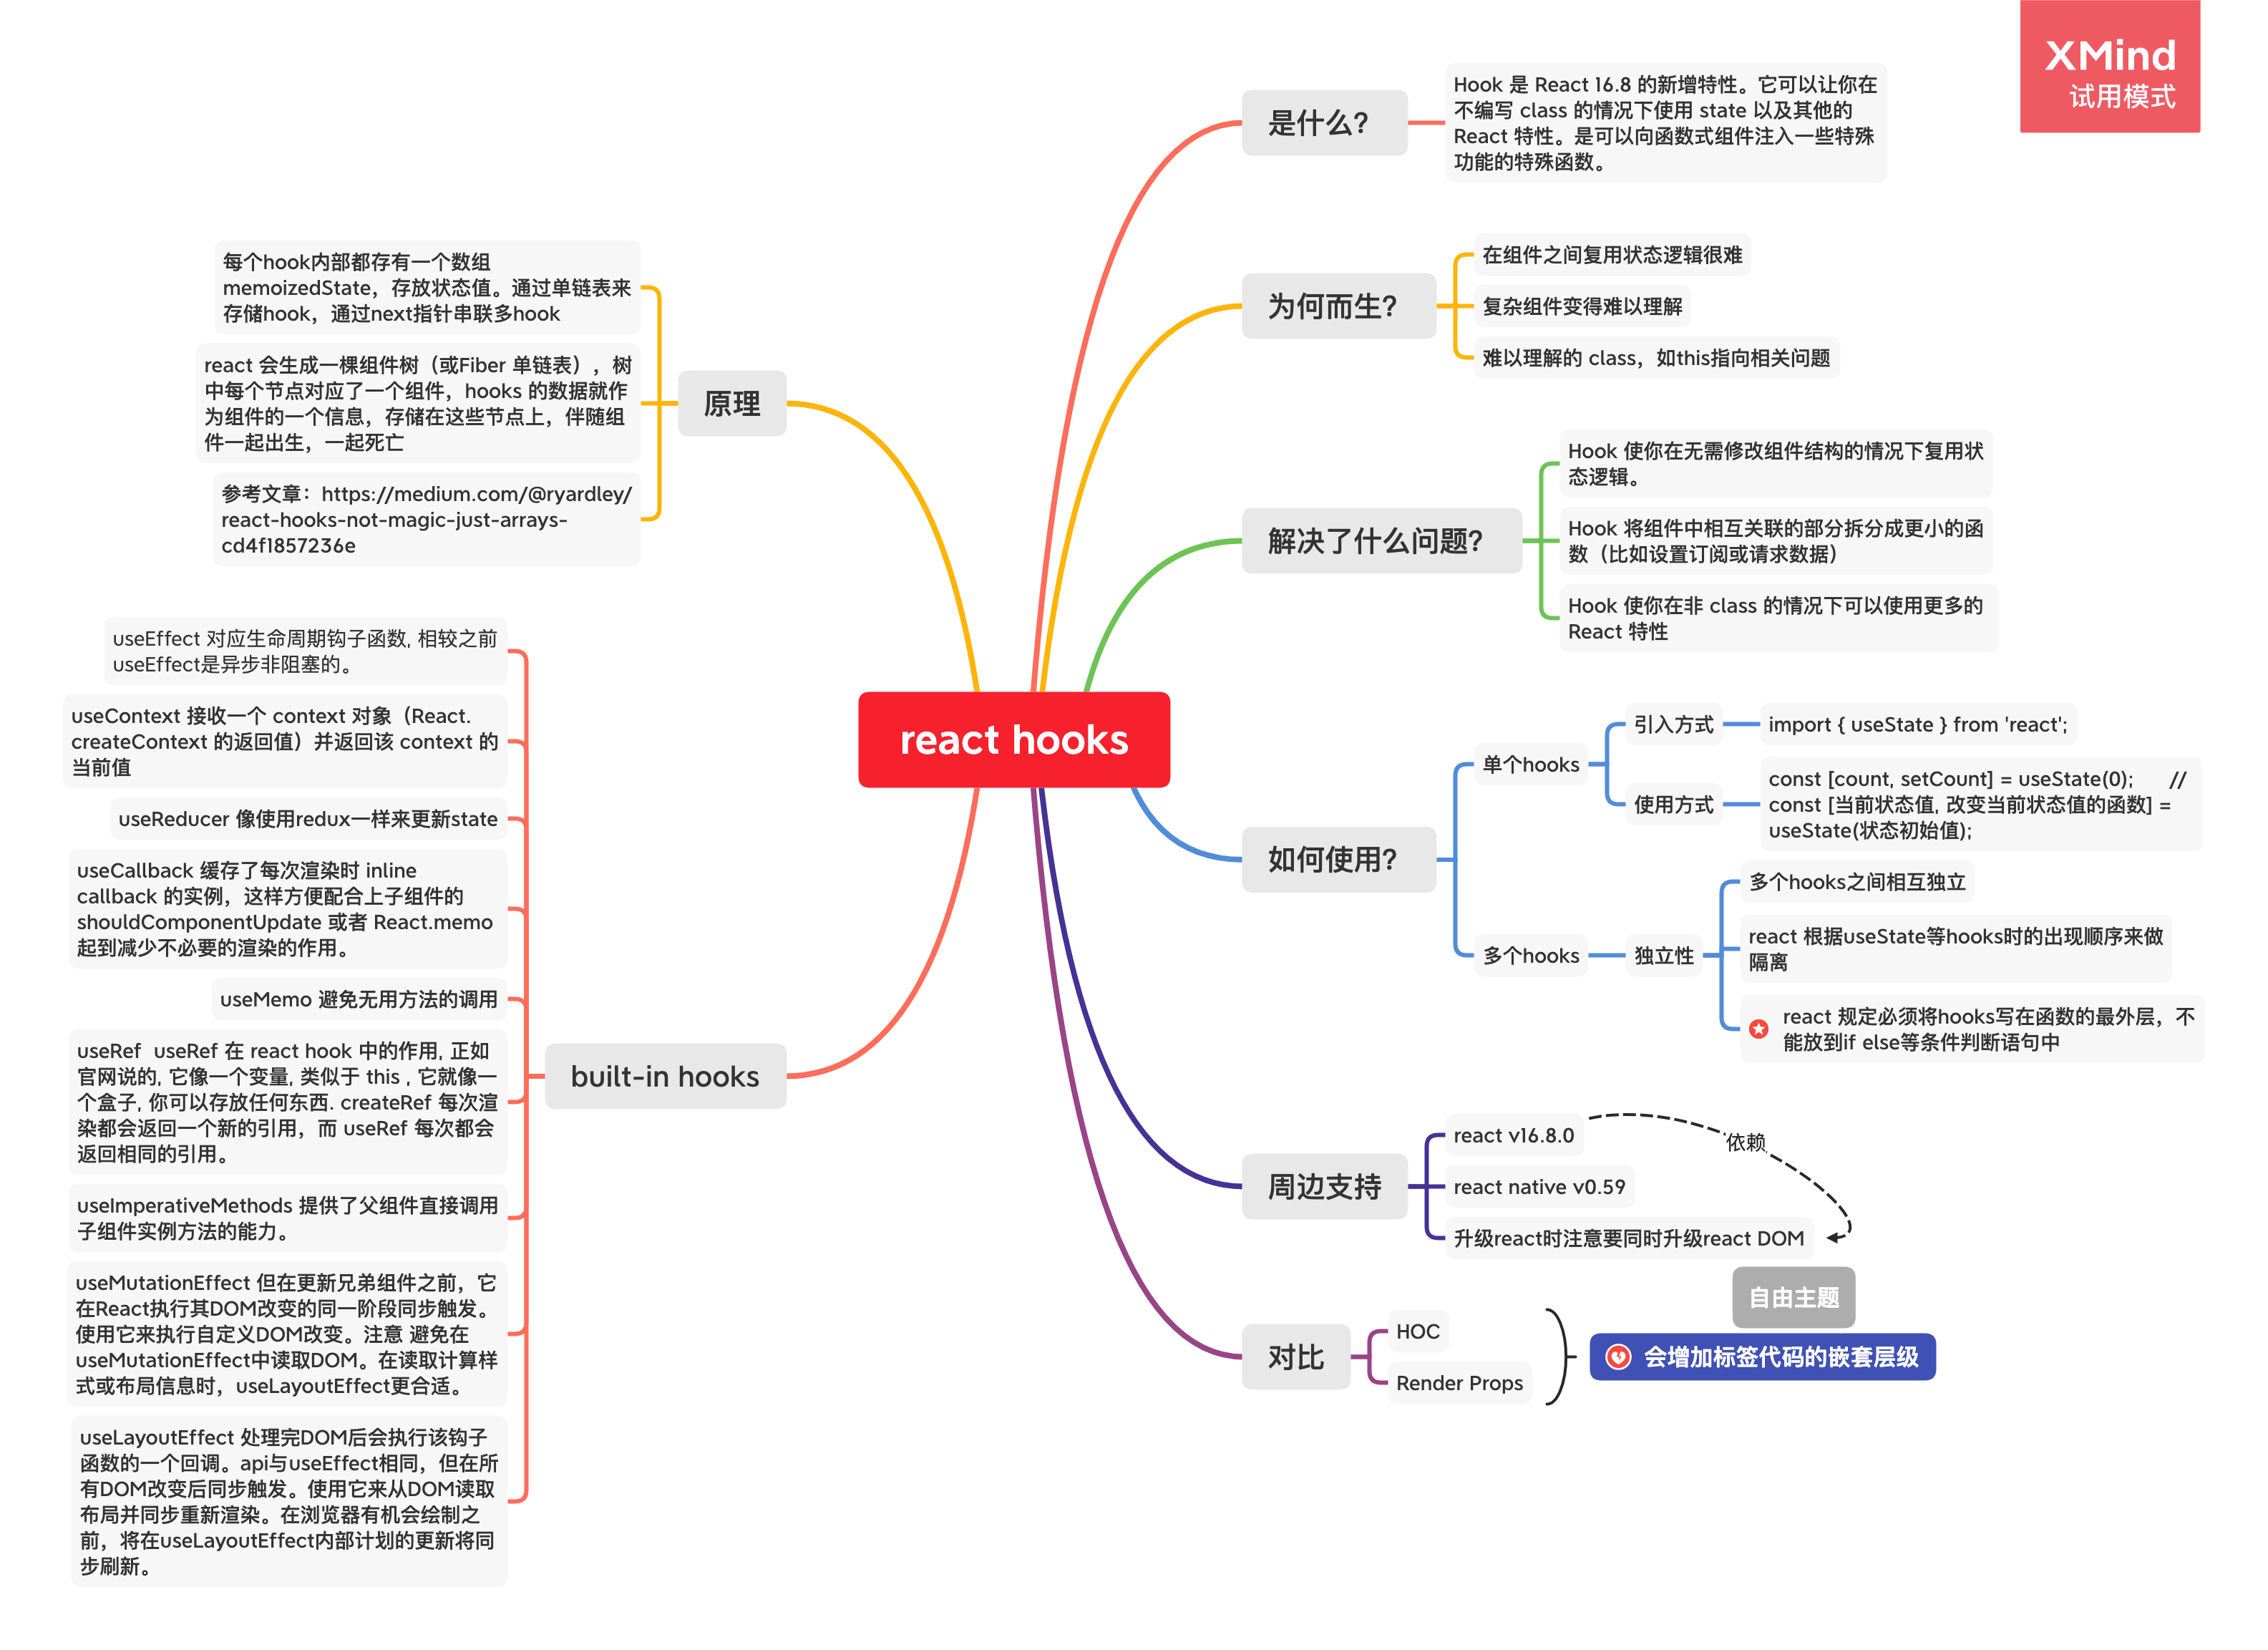 XMind
试用模式
react hooks
是什么？
Hook 是 React 16.8 的新增特性。它可以让你在
不编写 class 的情况下使用 state 以及其他的
React 特性。是可以向函数式组件注入一些特殊
功能的特殊函数。
为何而生？
在组件之间复用状态逻辑很难
复杂组件变得难以理解
难以理解的 class，如this指向相关问题
解决了什么问题？
Hook 使你在无需修改组件结构的情况下复用状
态逻辑。
Hook 将组件中相互关联的部分拆分成更小的函
数（比如设置订阅或请求数据）
Hook 使你在非 class 的情况下可以使用更多的
React 特性
如何使用？
单个hooks
引入方式
import { useState } from 'react';
使用方式
const [count, setCount] = useState(0); //
const [当前状态值, 改变当前状态值的函数] =
useState(状态初始值);
多个hooks
独立性
多个hooks之间相互独立
react 根据useState等hooks时的出现顺序来做
隔离
react 规定必须将hooks写在函数的最外层，不
能放到if else等条件判断语句中
周边支持
react v16.8.0
依赖
react native v0.59
升级react时注意要同时升级react DOM
自由主题
对比
HOC
Render Props
会增加标签代码的嵌套层级
原理
每个hook内部都存有一个数组
memoizedState，存放状态值。通过单链表来
存储hook，通过next指针串联多hook
react 会生成一棵组件树（或Fiber 单链表），树
中每个节点对应了一个组件，hooks 的数据就作
为组件的一个信息，存储在这些节点上，伴随组
件一起出生，一起死亡
参考文章：https://medium.com/@ryardley/
react-hooks-not-magic-just-arrays-
cd4f1857236e
built-in hooks
useEffect 对应生命周期钩子函数, 相较之前
useEffect是异步非阻塞的。
useContext 接收一个 context 对象（React.
createContext 的返回值）并返回该 context 的
当前值
useReducer 像使用redux一样来更新state
useCallback 缓存了每次渲染时 inline
callback 的实例，这样方便配合上子组件的
shouldComponentUpdate 或者 React.memo
起到减少不必要的渲染的作用。
useMemo 避免无用方法的调用
useRef useRef 在 react hook 中的作用, 正如
官网说的, 它像一个变量, 类似于 this , 它就像一
个盒子, 你可以存放任何东西. createRef 每次渲
染都会返回一个新的引用，而 useRef 每次都会
返回相同的引用。
useImperativeMethods 提供了父组件直接调用
子组件实例方法的能力。
useMutationEffect 但在更新兄弟组件之前，它
在React执行其DOM改变的同一阶段同步触发。
使用它来执行自定义DOM改变。注意 避免在
useMutationEffect中读取DOM。在读取计算样
式或布局信息时，useLayoutEffect更合适。
useLayoutEffect 处理完DOM后会执行该钩子
函数的一个回调。api与useEffect相同，但在所
有DOM改变后同步触发。使用它来从DOM读取
布局并同步重新渲染。在浏览器有机会绘制之
前，将在useLayoutEffect内部计划的更新将同
步刷新。